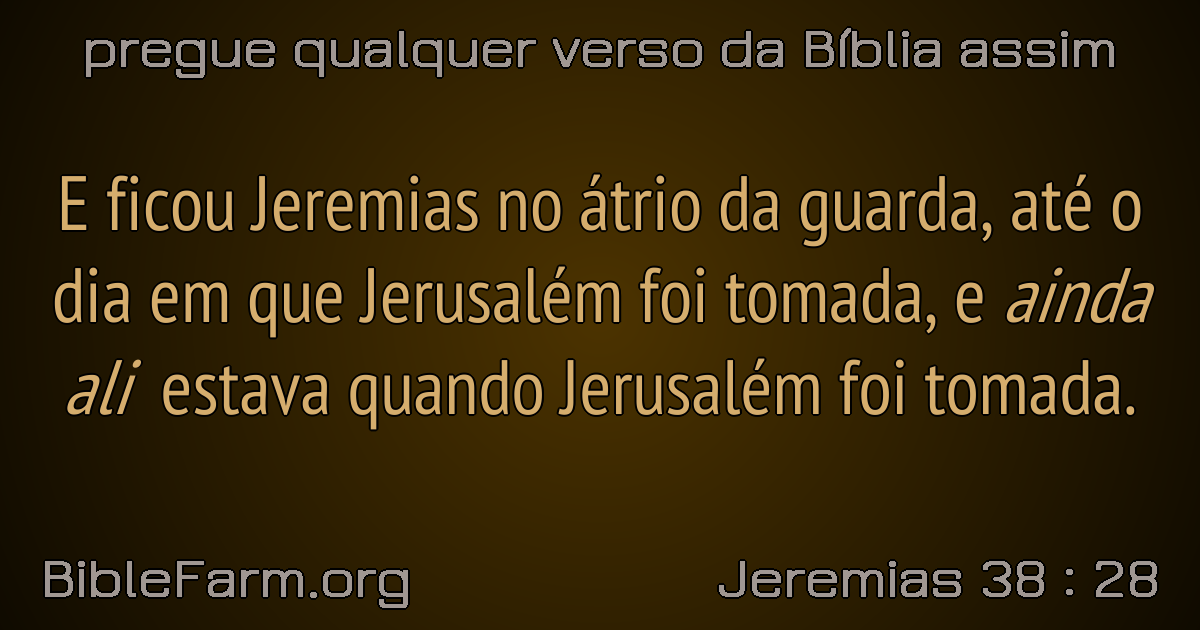 pregue qualquer verso da Bíblia assim
E ficou Jeremias no átrio da guarda, até o
dia em que Jerusalém foi tomada, e ainda
ali estava quando Jerusalém foi tomada.
BibleFarm.org
Jeremias 38 : 28